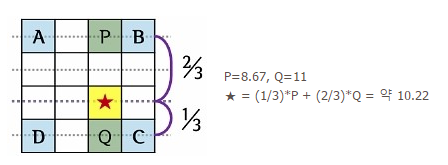 A P B
⅔
P=8.67, Q=11
★ = (1/3)*P + (2/3)*Q = 약 10.22
★
⅓
D Q C